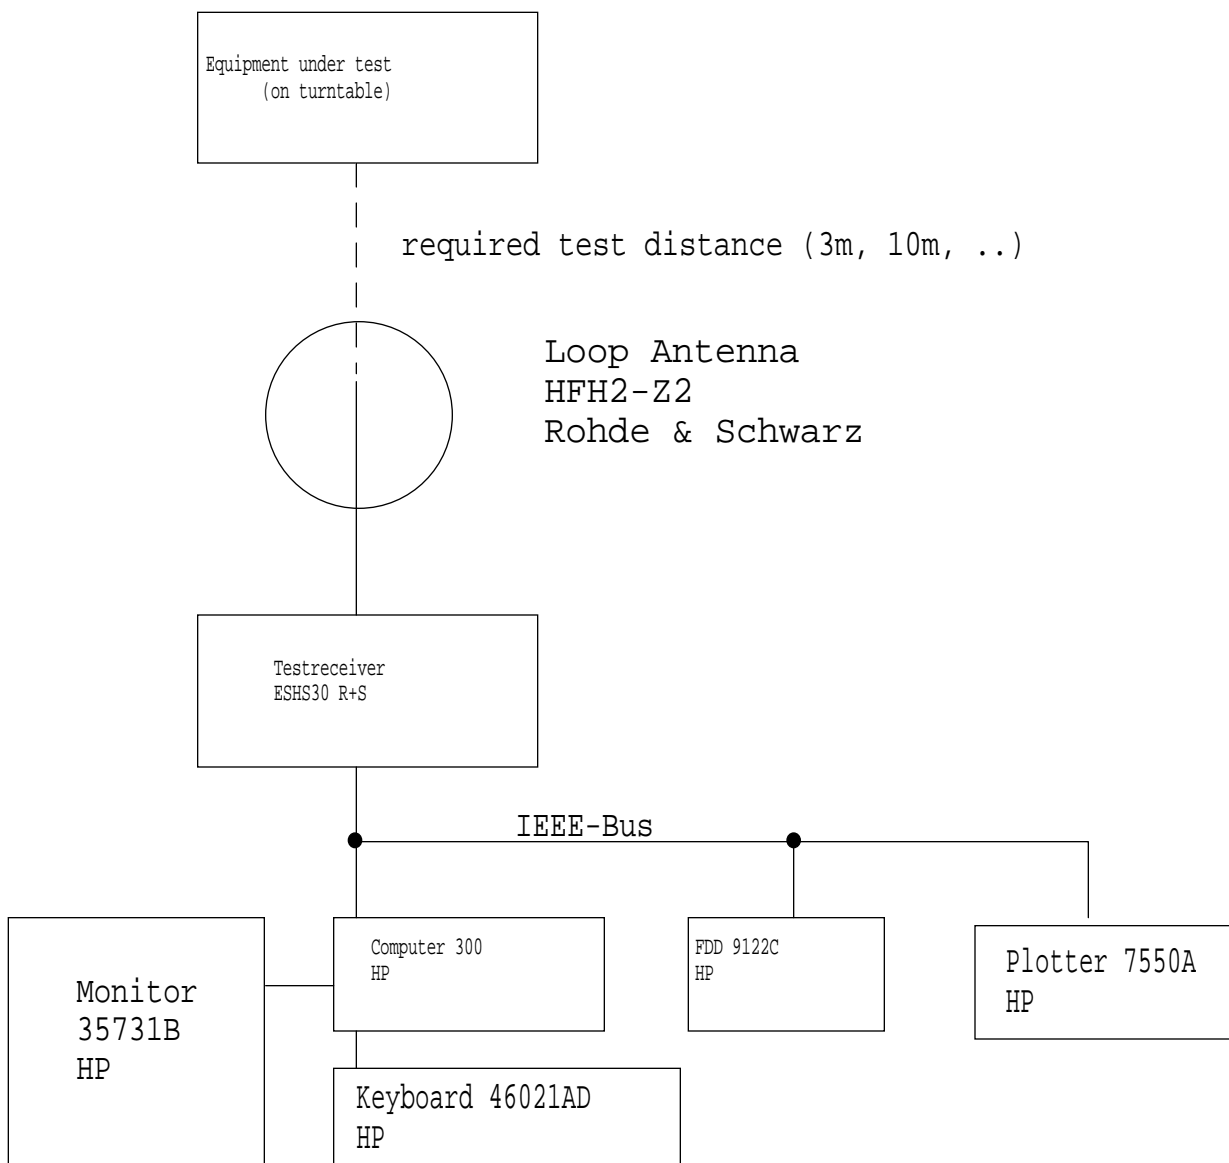 Equipment under test
(on turntable)
required test distance (3m, 10m, ..)
Loop Antenna
HFH2-Z2
Rohde & Schwarz
Testreceiver
ESHS30 R+S
IEEE-Bus
Computer 300
HP
FDD 9122C
HP
Plotter 7550A
HP
Monitor
35731B
HP
Keyboard 46021AD
HP